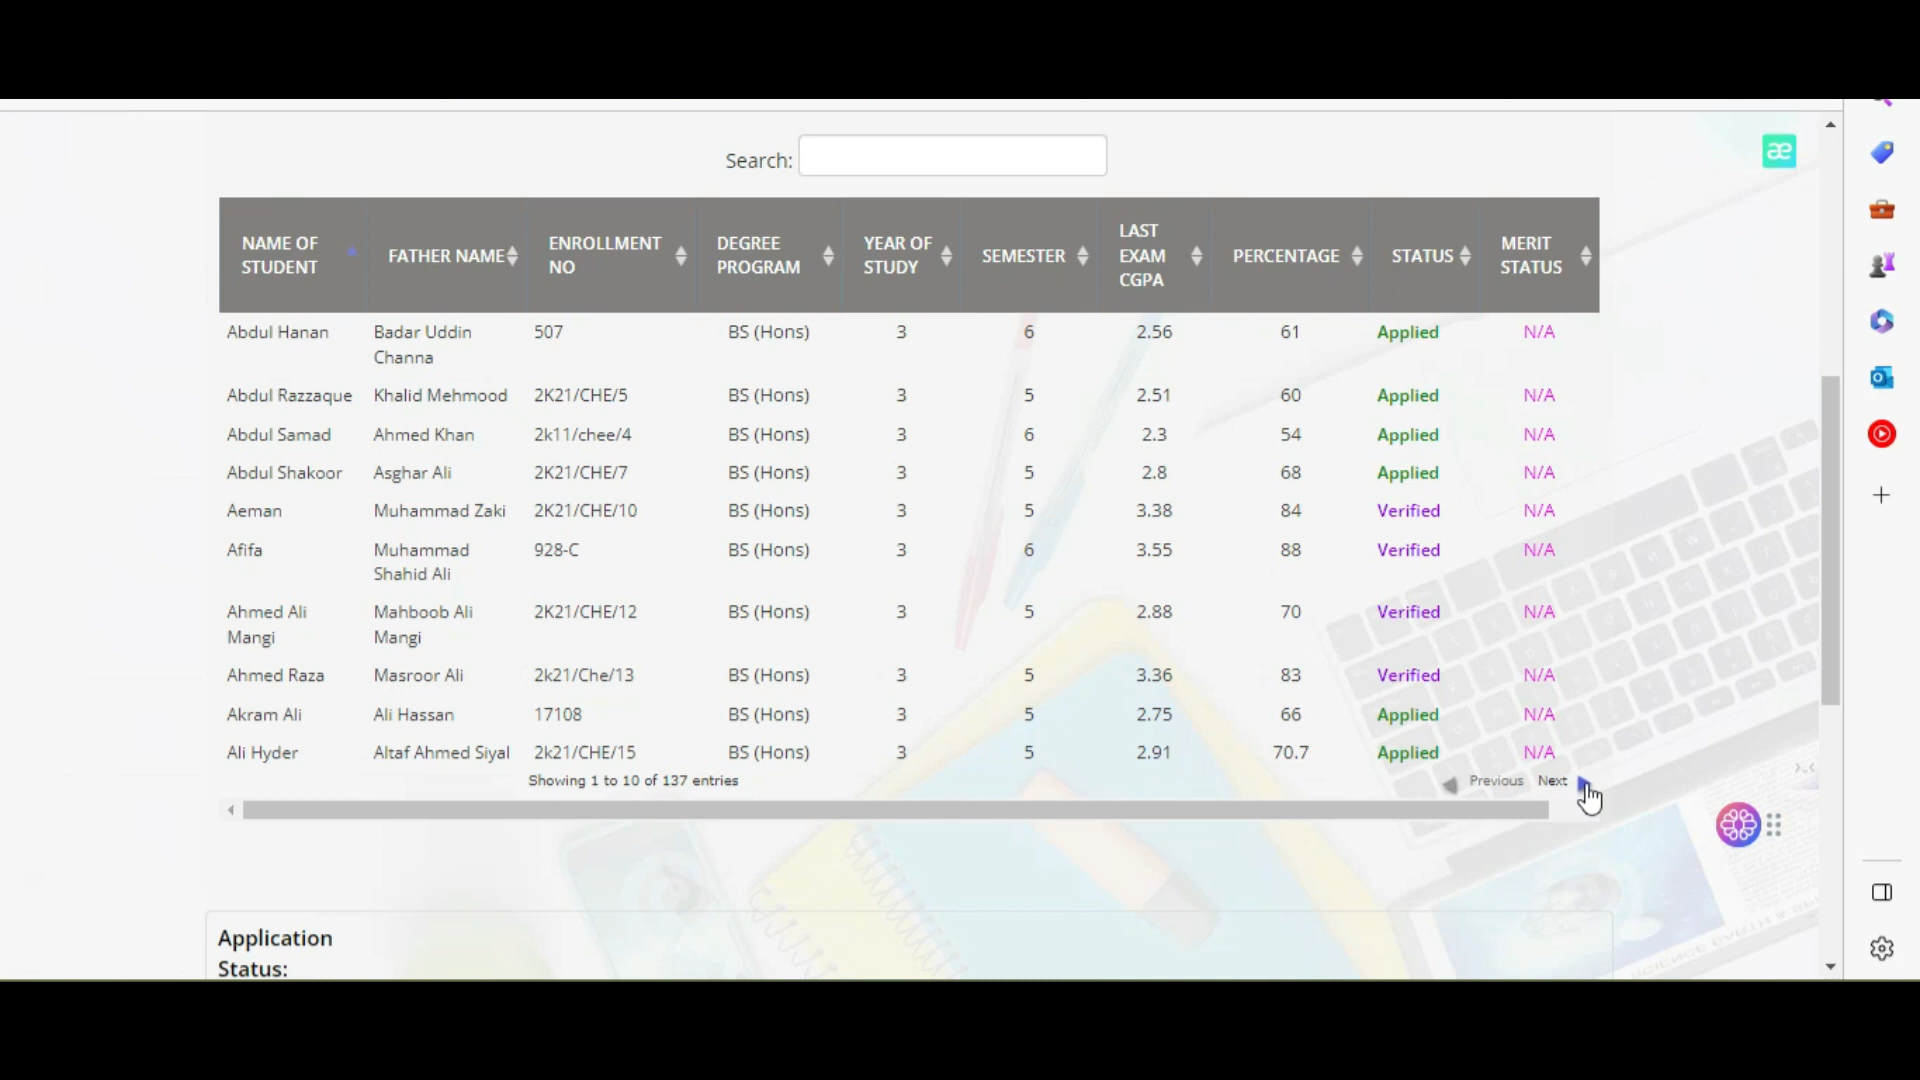 Search:
NAME OF STUDENT FATHER NAME ENROLLMENT NO DEGREE PROGRAM YEAR OF STUDY SEMESTER LAST EXAM CGPA PERCENTAGE STATUS MERIT STATUS
Abdul Hanan Badar Uddin Channa 507 BS (Hons) 3 6 2.56 61 Applied N/A
Abdul Razzaque Khalid Mehmood 2K21/CHE/5 BS (Hons) 3 5 2.51 60 Applied N/A
Abdul Samad Ahmed Khan 2k11/chee/4 BS (Hons) 3 6 2.3 54 Applied N/A
Abdul Shakoor Asghar Ali 2K21/CHE/7 BS (Hons) 3 5 2.8 68 Applied N/A
Aeman Muhammad Zaki 2K21/CHE/10 BS (Hons) 3 5 3.38 84 Verified N/A
Afifa Muhammad Shahid Ali 928-C BS (Hons) 3 6 3.55 88 Verified N/A
Ahmed Ali Mangi Mahboob Ali Mangi 2K21/CHE/12 BS (Hons) 3 5 2.88 70 Verified N/A
Ahmed Raza Masroor Ali 2k21/Che/13 BS (Hons) 3 5 3.36 83 Verified N/A
Akram Ali Ali Hassan 17108 BS (Hons) 3 5 2.75 66 Applied N/A
Ali Hyder Altaf Ahmed Siyal 2k21/CHE/15 BS (Hons) 3 5 2.91 70.7 Applied N/A
Showing 1 to 10 of 137 entries Previous Next
Application
Status:
æ